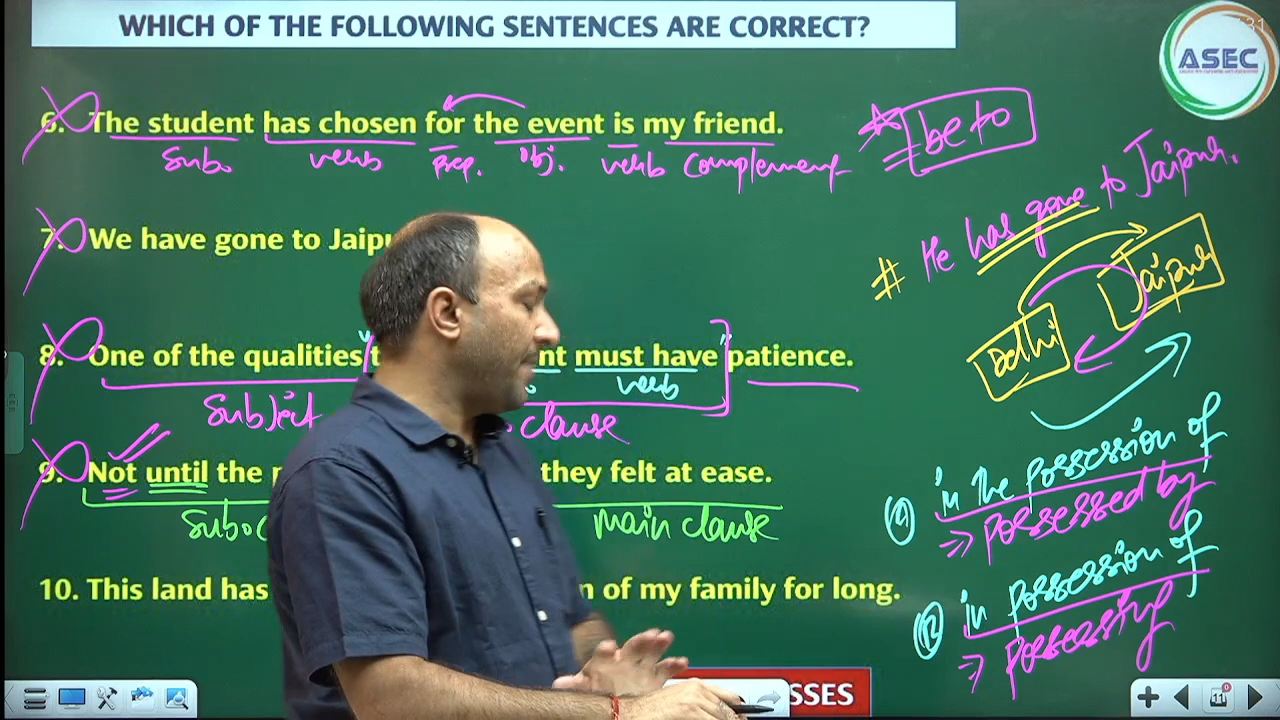 WHICH OF THE FOLLOWING SENTENCES ARE CORRECT?
ASEC
6. The student has chosen for the event is my friend.
Sub. verb Prep. Obj. verb Complement
be to
7. We have gone to Jaipu
# He has gone to Jaipur.
Delhi Jaipur
8. One of the qualities t nt must have patience.
verb
Subject clause
9. Not until the they felt at ease.
main clause
10. This land has n of my family for long.
(a) in the possession of
=> possessed by
(b) in possession of
=> possessing
SSES
11